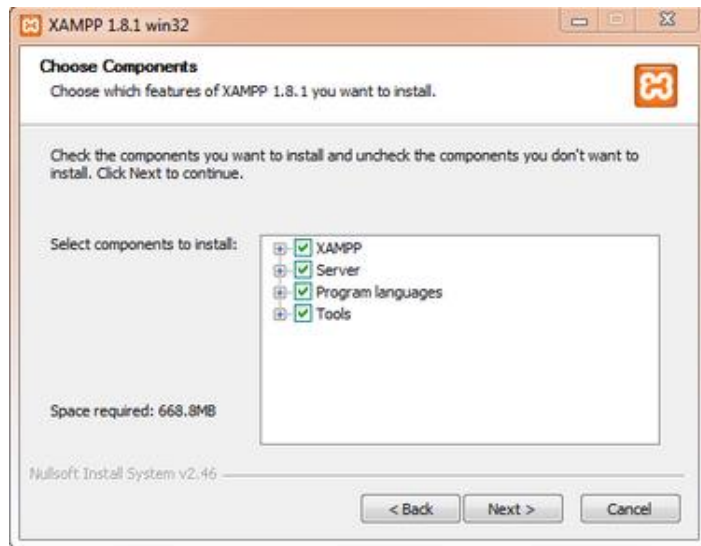 XAMPP 1.8.1 win32
Choose Components
Choose which features of XAMPP 1.8.1 you want to install.
Check the components you want to install and uncheck the components you don't want to
install. Click Next to continue.
Select components to install:
XAMPP
Server
Program languages
Tools
Space required: 668.8MB
Nullsoft Install System v2.46
< Back
Next >
Cancel